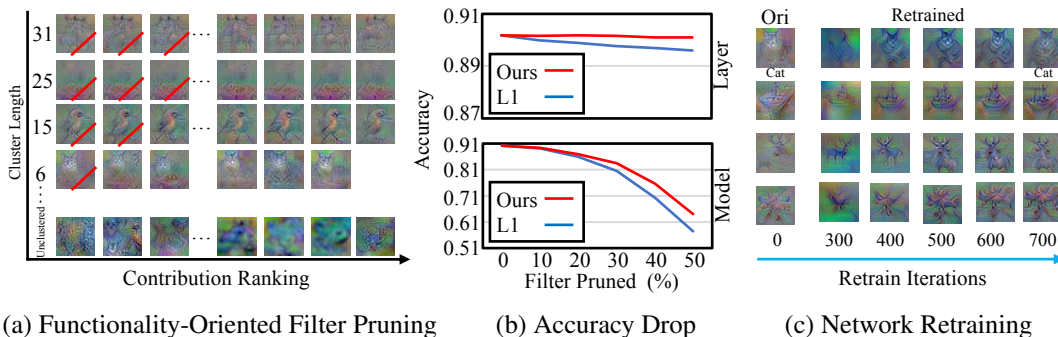 Cluster Length
31
25
15
6
Unclustered
Contribution Ranking
(a) Functionality-Oriented Filter Pruning
Accuracy
0.91
0.89
0.87
Ours
L1
Layer
0.91
0.81
0.71
0.61
0.51
Ours
L1
Model
0 10 20 30 40 50
Filter Pruned (%)
(b) Accuracy Drop
Ori Retrained
Cat Cat
0 300 400 500 600 700
Retrain Iterations
(c) Network Retraining